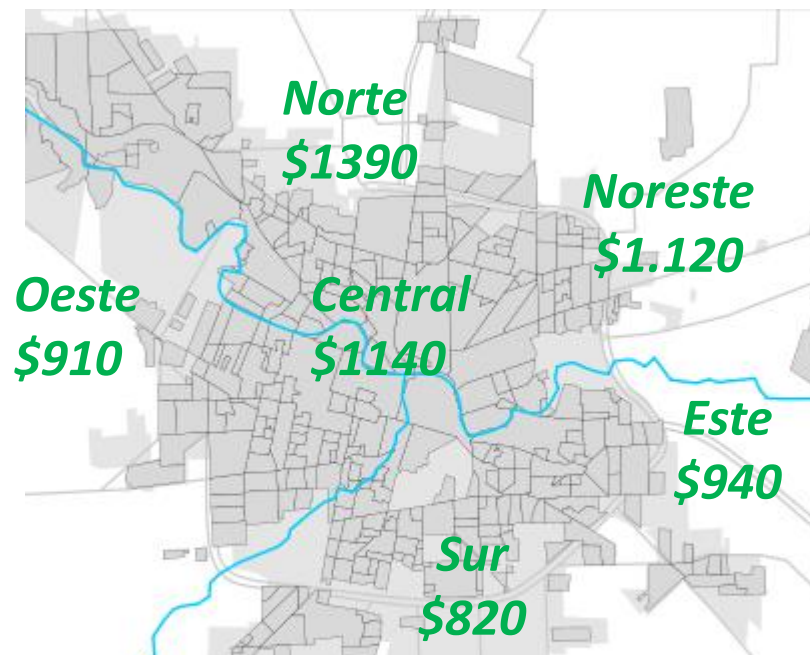 Norte
$1390
Noreste
$1.120
Oeste
$910
Central
$1140
Este
$940
Sur
$820